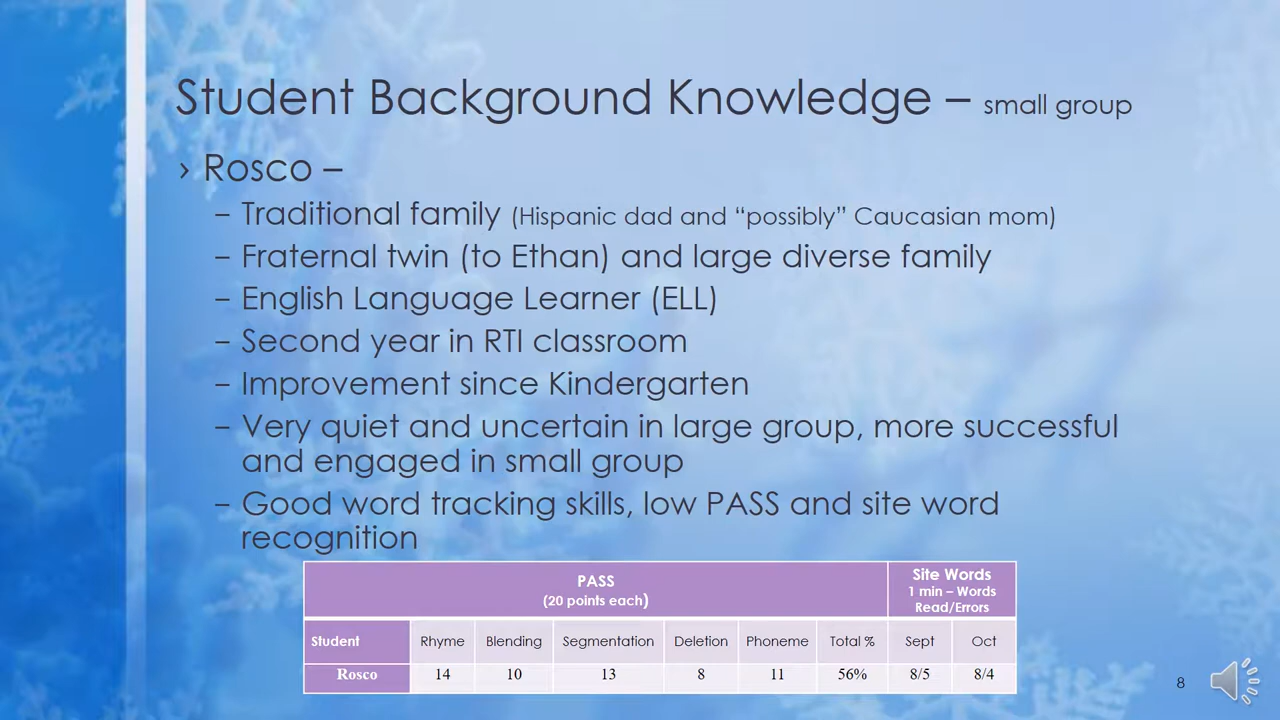 Student Background Knowledge – small group
› Rosco –
– Traditional family (Hispanic dad and “possibly” Caucasian mom)
– Fraternal twin (to Ethan) and large diverse family
– English Language Learner (ELL)
– Second year in RTI classroom
– Improvement since Kindergarten
– Very quiet and uncertain in large group, more successful
and engaged in small group
– Good word tracking skills, low PASS and site word
recognition
PASS
(20 points each)
Site Words
1 min – Words
Read/Errors
Student Rhyme Blending Segmentation Deletion Phoneme Total % Sept Oct
Rosco 14 10 13 8 11 56% 8/5 8/4
8